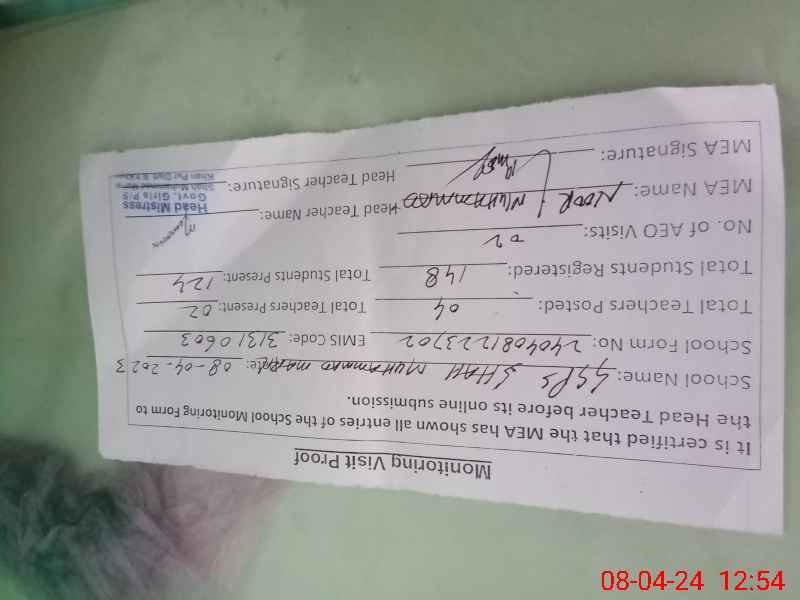 Monitoring Visit Proof
It is certified that the MEA has shown all entries of the School Monitoring Form to
the Head Teacher before its online submission.
School Name: GGPS SHAH MUHAMMAD Date: 08-04-2023
School Form No: 2404081223702 EMIS Code: 31310603
Total Teachers Posted: 04 Total Teachers Present: 02
Total Students Registered: 148 Total Students Present: 124
No. of AEO Visits: 02
MEA Name: NOOR MUHAMMAD Head Teacher Name:
MEA Signature: Head Teacher Signature:
Head Mistress
Govt. Girls P/S
08-04-24 12:54